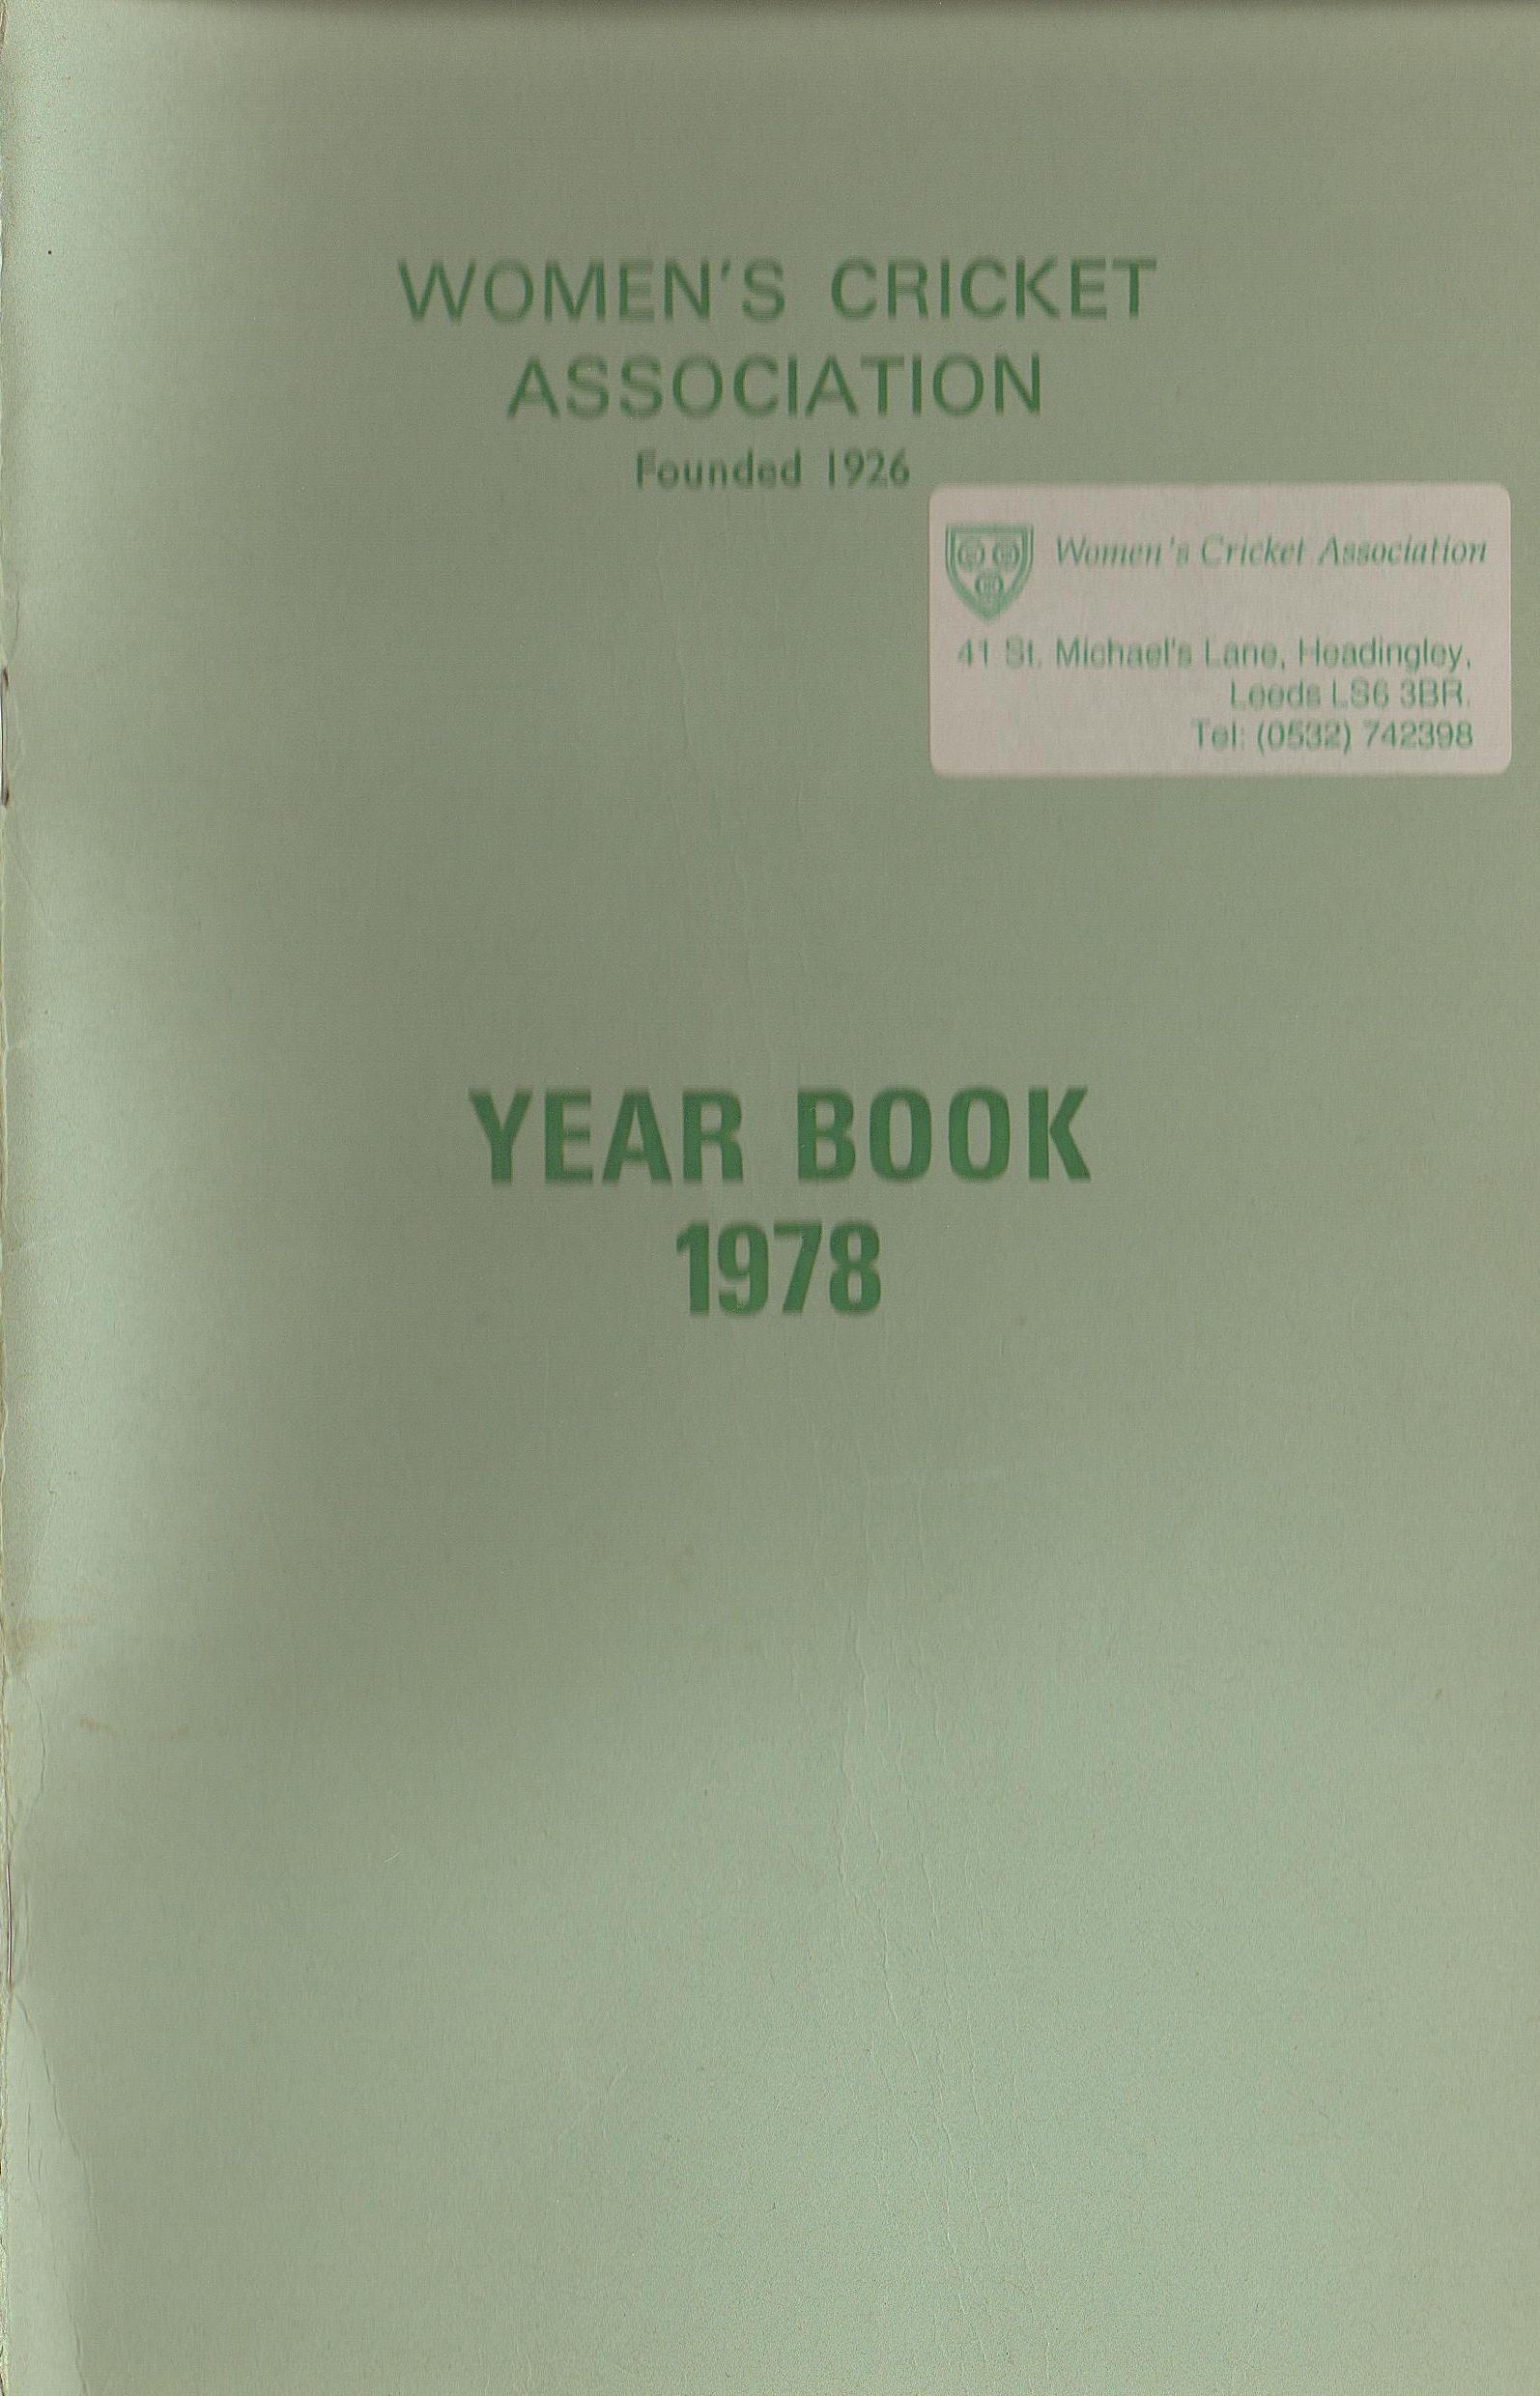 WOMEN'S CRICKET
ASSOCIATION
Founded 1926
Women's Cricket Association
41 St. Michael's Lane, Headingley,
Leeds LS6 3BR.
Tel: (0532) 742398
YEAR BOOK
1978